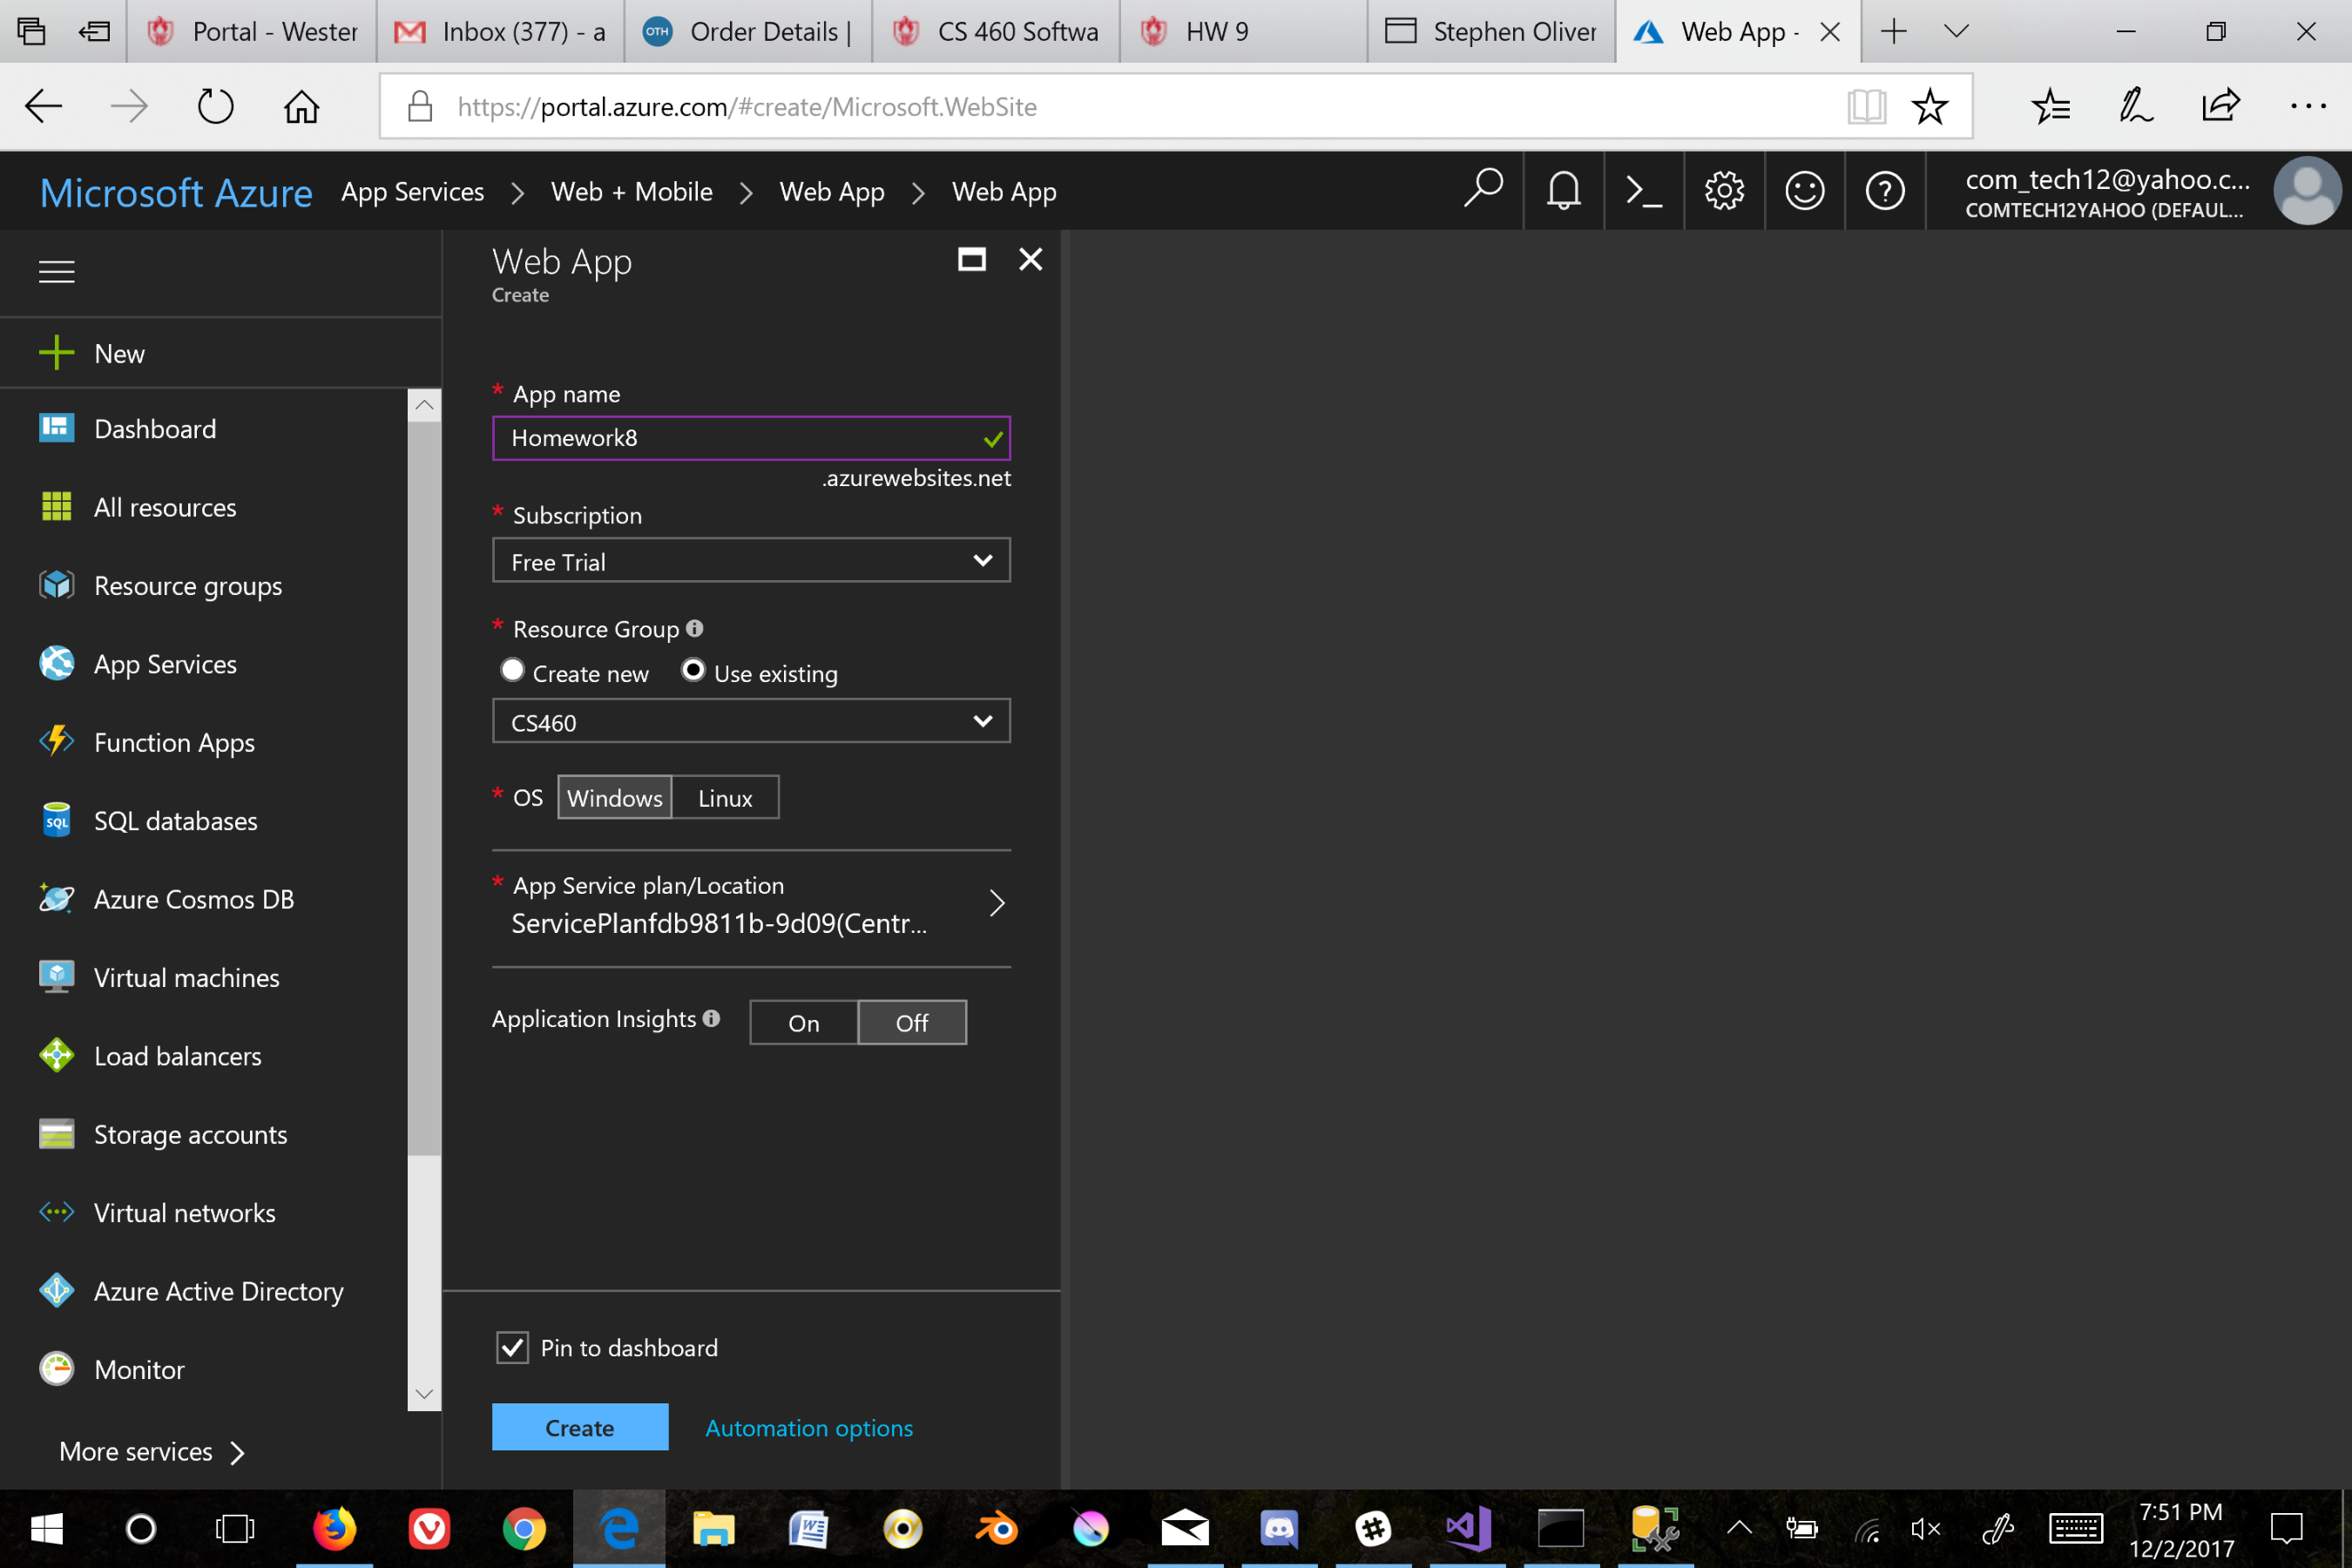 Portal - Wester
Inbox (377) - a
OTH
Order Details |
CS 460 Softwa
HW 9
Stephen Oliver
Web App -
https://portal.azure.com/#create/Microsoft.WebSite
Microsoft Azure
App Services
Web + Mobile
Web App
Web App
com_tech12@yahoo.c...
COMTECH12YAHOO (DEFAUL...
New
Dashboard
All resources
Resource groups
App Services
Function Apps
SQL
SQL databases
Azure Cosmos DB
Virtual machines
Load balancers
Storage accounts
Virtual networks
Azure Active Directory
Monitor
More services
Web App
Create
* App name
Homework8
.azurewebsites.net
* Subscription
Free Trial
* Resource Group
Create new Use existing
CS460
* OS Windows Linux
* App Service plan/Location
ServicePlanfdb9811b-9d09(Centr...
Application Insights On Off
Pin to dashboard
Create Automation options
7:51 PM
12/2/2017